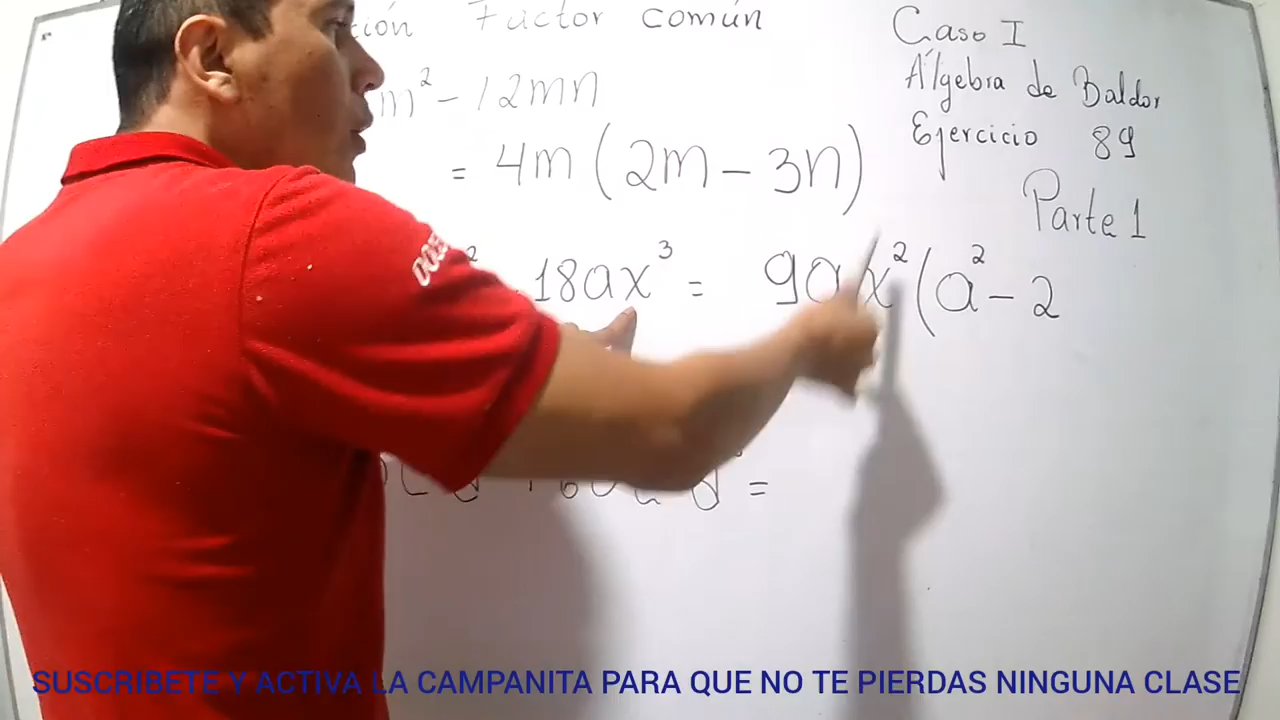 ción Factor común
m² - 12mn
= 4m (2m - 3n)
18ax³ = 9ax² (a² - 2
Caso I
Álgebra de Baldor
Ejercicio 89
Parte 1
SUSCRIBETE Y ACTIVA LA CAMPANITA PARA QUE NO TE PIERDAS NINGUNA CLASE